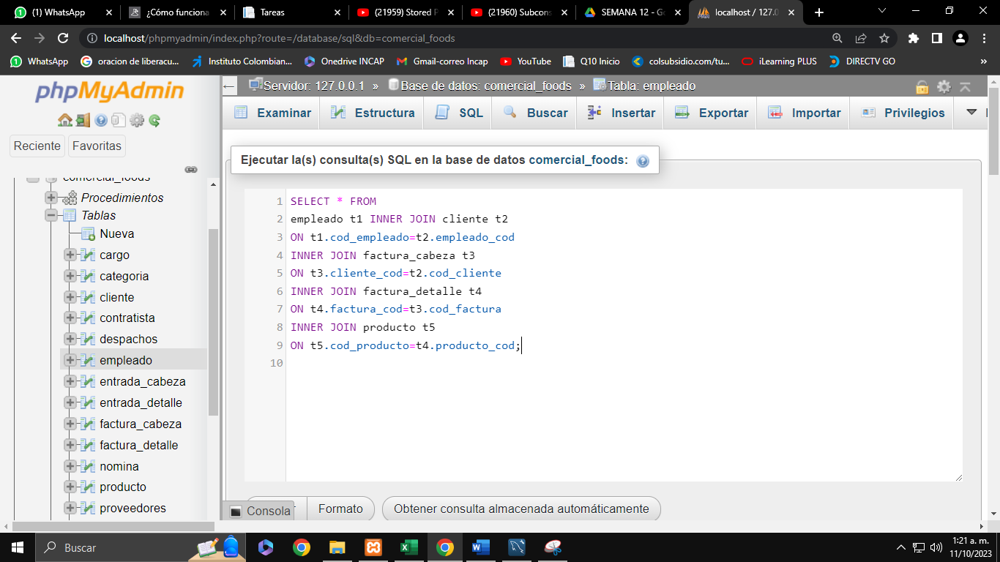 (1) WhatsApp
¿Cómo funciona
Tareas
(21959) Stored P
(21960) Subcons
SEMANA 12 - Go
localhost / 127.0
localhost/phpmyadmin/index.php?route=/database/sql&db=comercial_foods
WhatsApp
oracion de liberacu...
Instituto Colombian...
Onedrive INCAP
Gmail-correo Incap
YouTube
Q10 Inicio
colsubsidio.com/tu...
iLearning PLUS
DIRECTV GO
»
phpMyAdmin
Reciente
Favoritas
comercial_foods
Procedimientos
Tablas
Nueva
cargo
categoria
cliente
contratista
despachos
empleado
entrada_cabeza
entrada_detalle
factura_cabeza
factura_detalle
nomina
producto
proveedores
Servidor: 127.0.0.1 » Base de datos: comercial_foods » Tabla: empleado
Examinar
Estructura
SQL
Buscar
Insertar
Exportar
Importar
Privilegios
Ejecutar la(s) consulta(s) SQL en la base de datos comercial_foods:
1 SELECT * FROM
2 empleado t1 INNER JOIN cliente t2
3 ON t1.cod_empleado=t2.empleado_cod
4 INNER JOIN factura_cabeza t3
5 ON t3.cliente_cod=t2.cod_cliente
6 INNER JOIN factura_detalle t4
7 ON t4.factura_cod=t3.cod_factura
8 INNER JOIN producto t5
9 ON t5.cod_producto=t4.producto_cod;
10
Formato
Obtener consulta almacenada automáticamente
Consola
Buscar
1:21 a. m.
11/10/2023